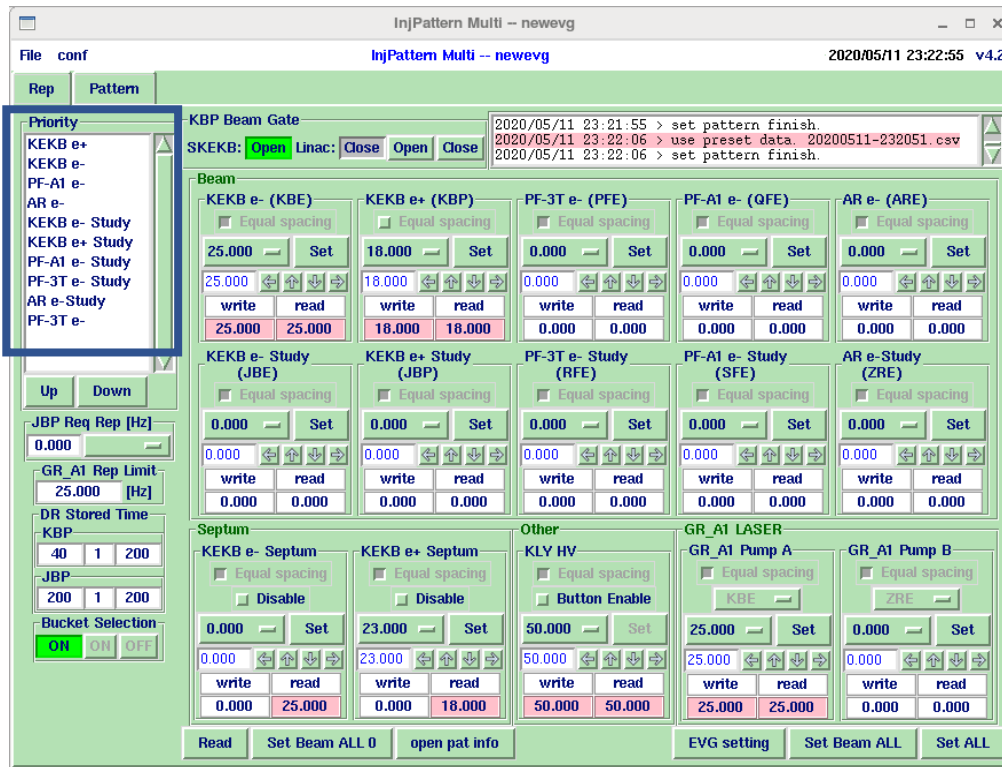 InjPattern Multi -- newevg
File conf InjPattern Multi -- newevg 2020/05/11 23:22:55 v4.2
Rep Pattern
Priority
KEKB e+
KEKB e-
PF-A1 e-
AR e-
KEKB e- Study
KEKB e+ Study
PF-A1 e- Study
PF-3T e- Study
AR e-Study
PF-3T e-
Up Down
JBP Req Rep [Hz]
0.000
GR_A1 Rep Limit
25.000 [Hz]
DR Stored Time
KBP
40 1 200
JBP
200 1 200
Bucket Selection
ON ON OFF
KBP Beam Gate
SKEKB: Open Linac: Close Open Close
2020/05/11 23:21:55 > set pattern finish.
2020/05/11 23:22:06 > use preset data. 20200511-232051.csv
2020/05/11 23:22:06 > set pattern finish.
Beam
KEKB e- (KBE) KEKB e+ (KBP) PF-3T e- (PFE) PF-A1 e- (QFE) AR e- (ARE)
Equal spacing Equal spacing Equal spacing Equal spacing Equal spacing
25.000 Set 18.000 Set 0.000 Set 0.000 Set 0.000 Set
25.000 18.000 0.000 0.000 0.000
write read write read write read write read write read
25.000 25.000 18.000 18.000 0.000 0.000 0.000 0.000 0.000 0.000
KEKB e- Study KEKB e+ Study PF-3T e- Study PF-A1 e- Study AR e-Study
(JBE) (JBP) (RFE) (SFE) (ZRE)
Equal spacing Equal spacing Equal spacing Equal spacing Equal spacing
0.000 Set 0.000 Set 0.000 Set 0.000 Set 0.000 Set
0.000 0.000 0.000 0.000 0.000
write read write read write read write read write read
0.000 0.000 0.000 0.000 0.000 0.000 0.000 0.000 0.000 0.000
Septum Other GR_A1 LASER
KEKB e- Septum KEKB e+ Septum KLY HV GR_A1 Pump A GR_A1 Pump B
Equal spacing Equal spacing Equal spacing Equal spacing Equal spacing
Disable Disable Button Enable KBE ZRE
0.000 Set 23.000 Set 50.000 Set 25.000 Set 0.000 Set
0.000 23.000 50.000 25.000 0.000
write read write read write read write read write read
0.000 25.000 0.000 18.000 50.000 50.000 25.000 25.000 0.000 0.000
Read Set Beam ALL 0 open pat info EVG setting Set Beam ALL Set ALL